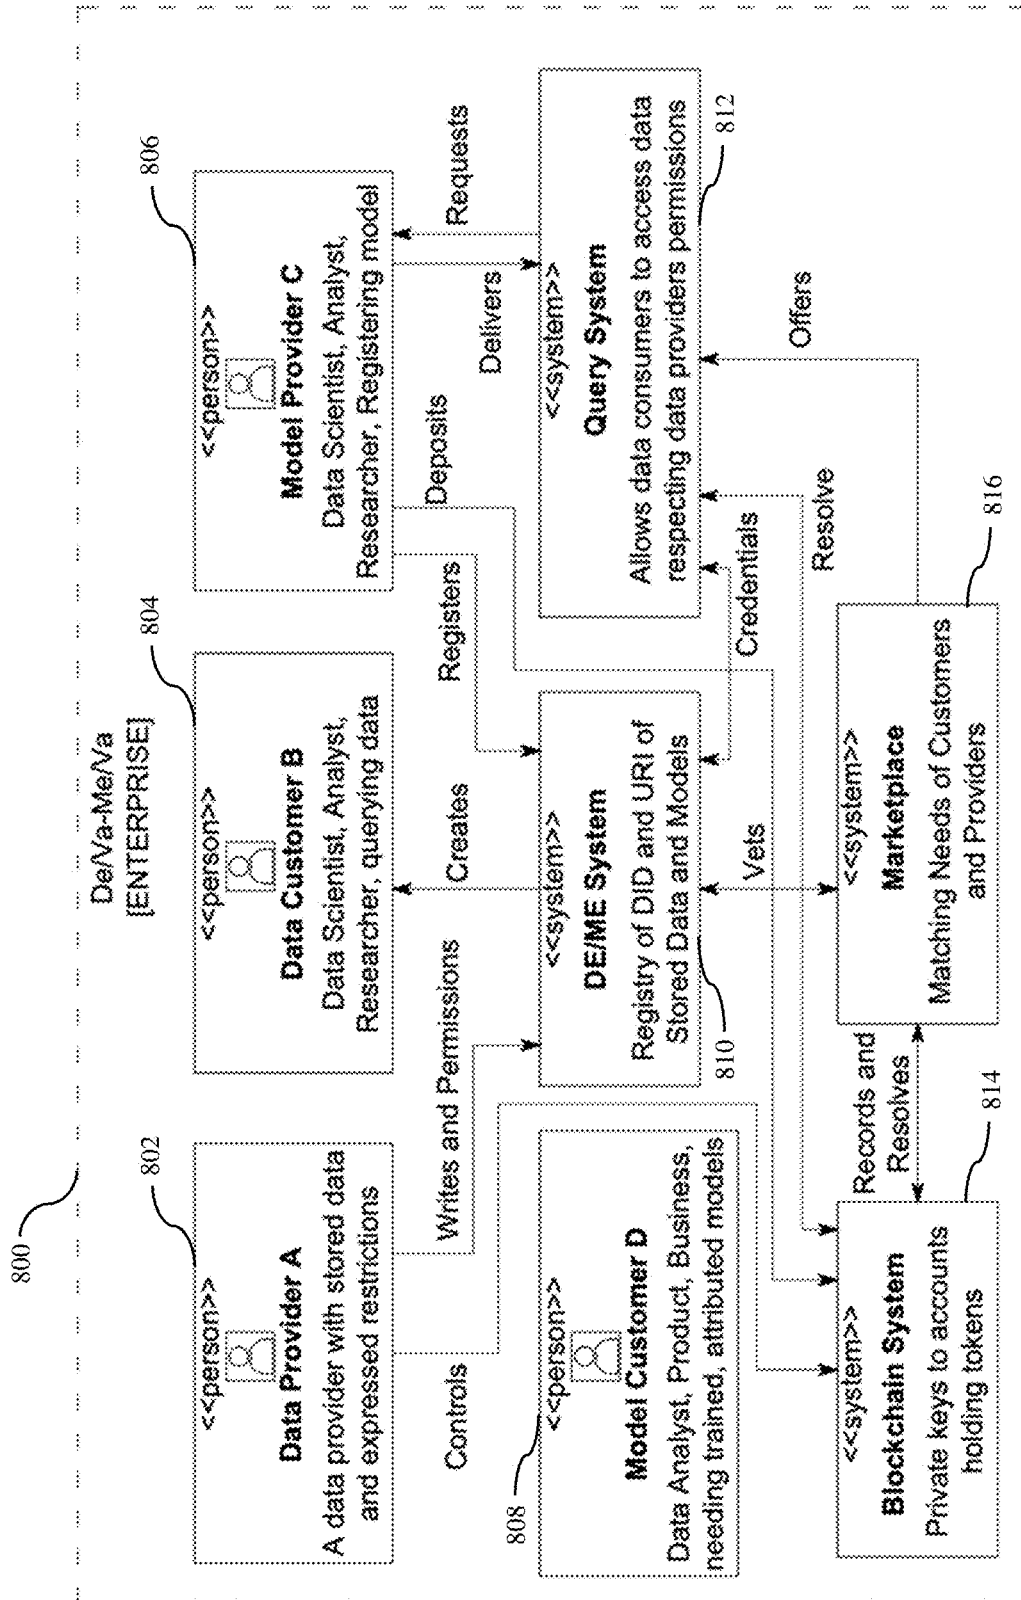 800
De/Va-Me/Va
[ENTERPRISE]
802
<<person>>
Data Provider A
A data provider with stored data
and expressed restrictions
804
<<person>>
Data Customer B
Data Scientist, Analyst,
Researcher, querying data
806
<<person>>
Model Provider C
Data Scientist, Analyst,
Researcher, Registering model
Controls
Writes and Permissions
Creates
Registers
Deposits
Delivers
Requests
808
<<person>>
Model Customer D
Data Analyst, Product, Business,
needing trained, attributed models
<<system>>
DE/ME System
Registry of DID and URI of
Stored Data and Models
810
<<system>>
Query System
Allows data consumers to access data
respecting data providers permissions
812
Vets
Credentials
Resolve
Offers
<<system>>
Blockchain System
Private keys to accounts
holding tokens
814
Records and
Resolves
<<system>>
Marketplace
Matching Needs of Customers
and Providers
816